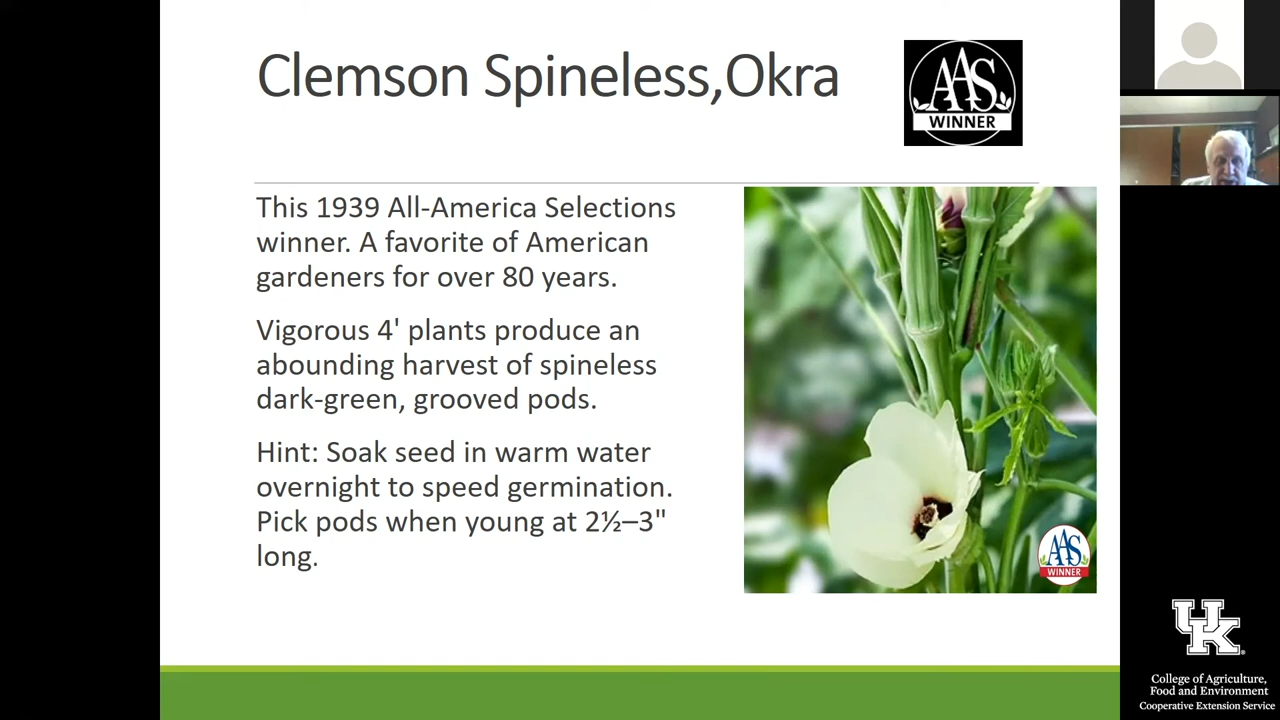 Clemson Spineless,Okra
AAS
WINNER
This 1939 All-America Selections
winner. A favorite of American
gardeners for over 80 years.
Vigorous 4' plants produce an
abounding harvest of spineless
dark-green, grooved pods.
Hint: Soak seed in warm water
overnight to speed germination.
Pick pods when young at 2½–3"
long.
AAS
WINNER
UK
College of Agriculture,
Food and Environment
Cooperative Extension Service